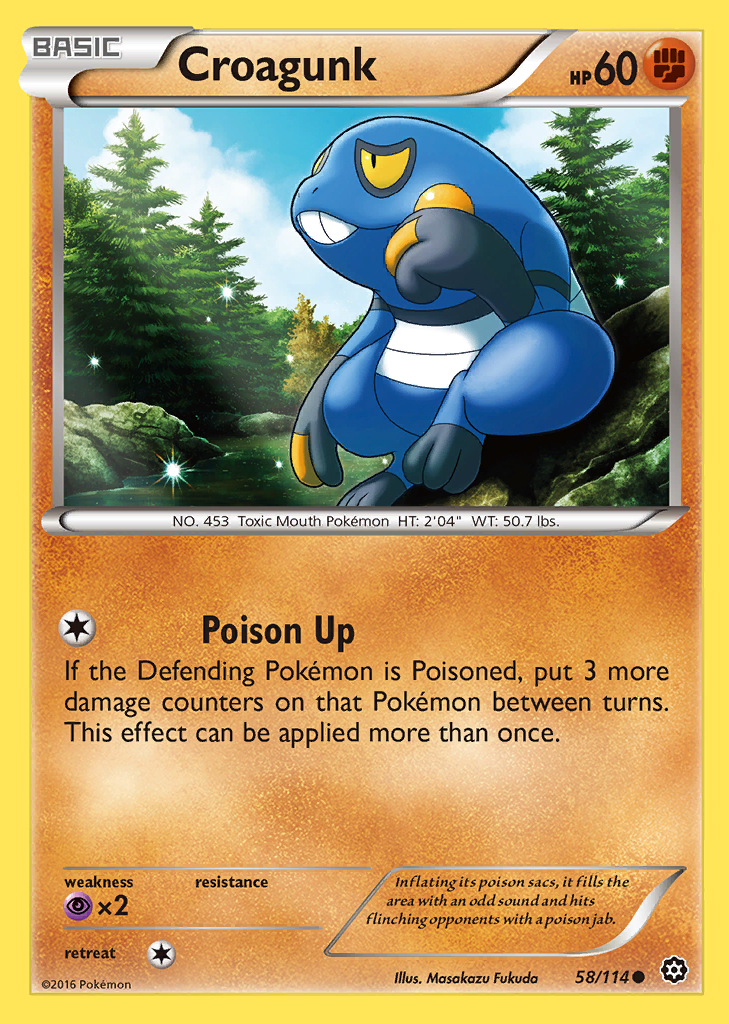 BASIC
Croagunk
HP60
NO. 453 Toxic Mouth Pokémon HT: 2'04" WT: 50.7 lbs.
Poison Up
If the Defending Pokémon is Poisoned, put 3 more
damage counters on that Pokémon between turns.
This effect can be applied more than once.
weakness
resistance
×2
retreat
Inflating its poison sacs, it fills the
area with an odd sound and hits
flinching opponents with a poison jab.
©2016 Pokémon
Illus. Masakazu Fukuda
58/114